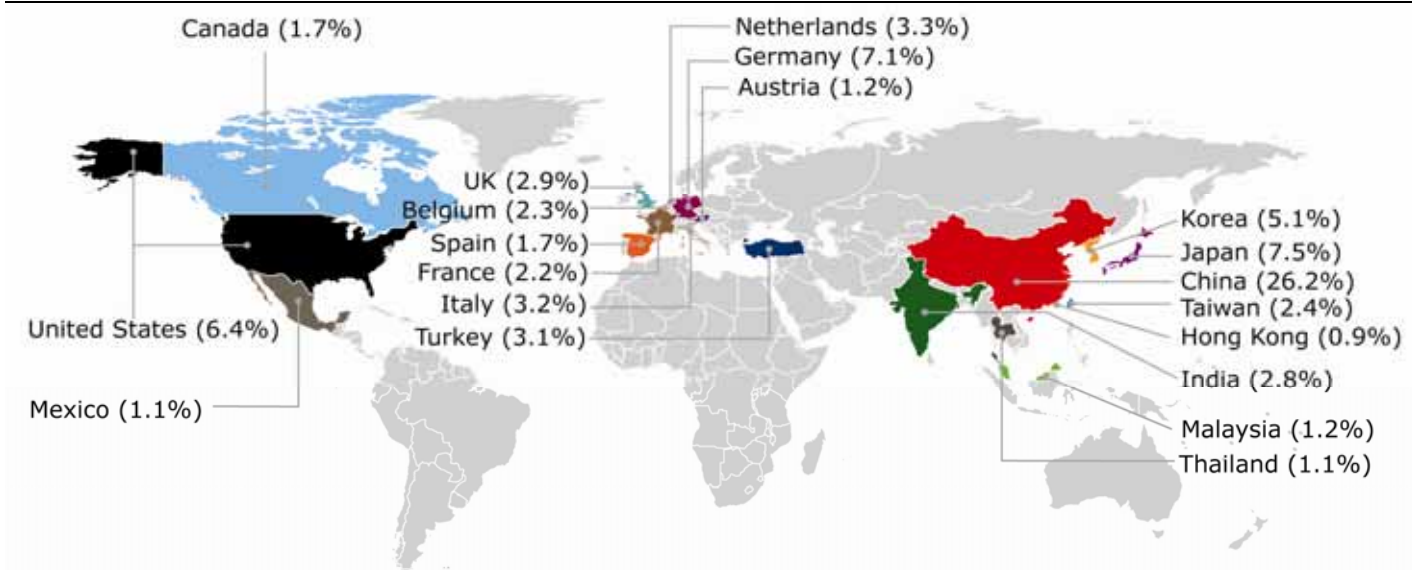 Canada (1.7%)
Netherlands (3.3%)
Germany (7.1%)
Austria (1.2%)
UK (2.9%)
Belgium (2.3%)
Spain (1.7%)
France (2.2%)
Italy (3.2%)
Turkey (3.1%)
United States (6.4%)
Mexico (1.1%)
Korea (5.1%)
Japan (7.5%)
China (26.2%)
Taiwan (2.4%)
Hong Kong (0.9%)
India (2.8%)
Malaysia (1.2%)
Thailand (1.1%)